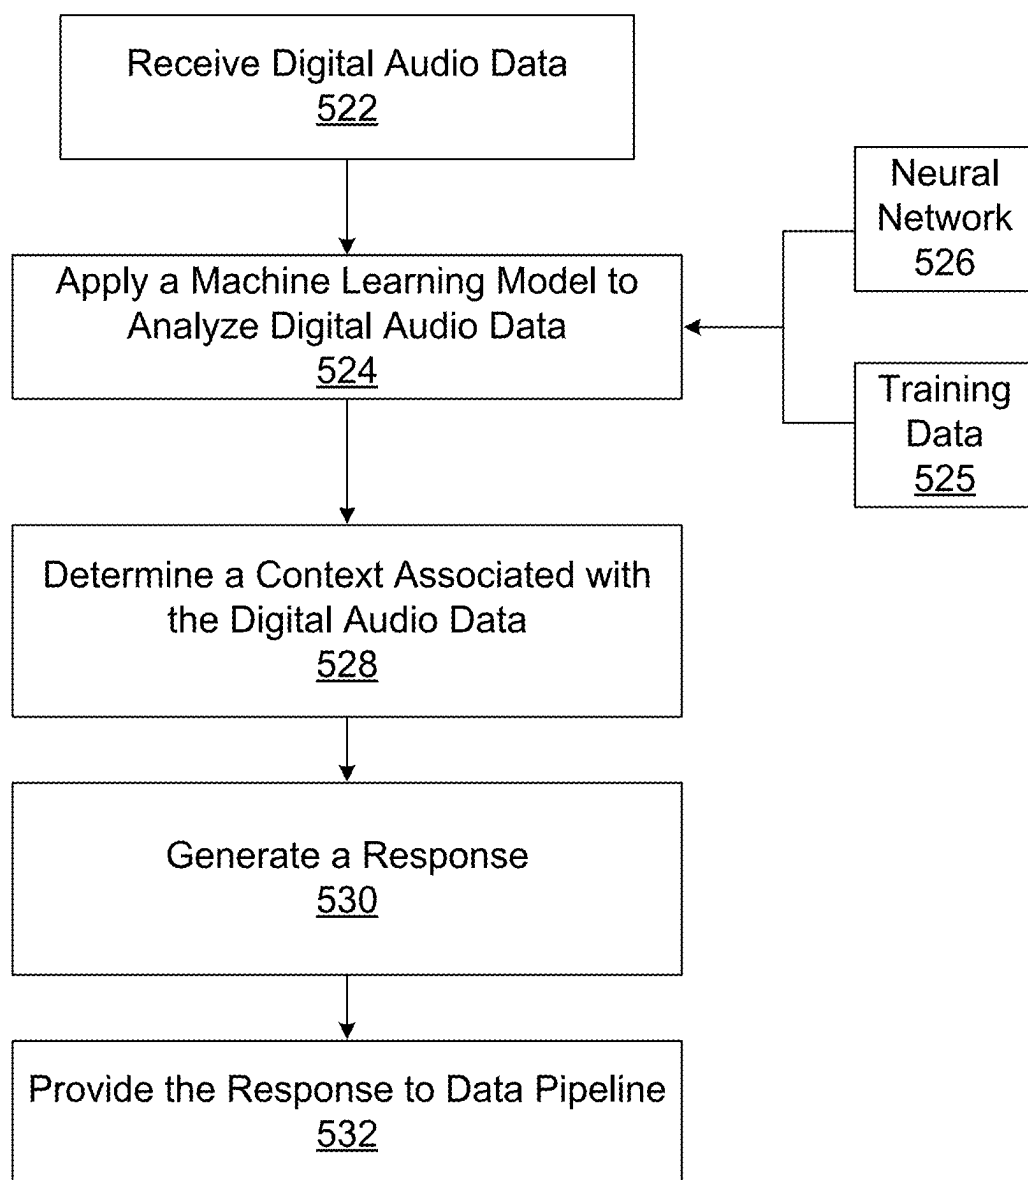 Receive Digital Audio Data
522
Apply a Machine Learning Model to
Analyze Digital Audio Data
524
Neural
Network
526
Training
Data
525
Determine a Context Associated with
the Digital Audio Data
528
Generate a Response
530
Provide the Response to Data Pipeline
532